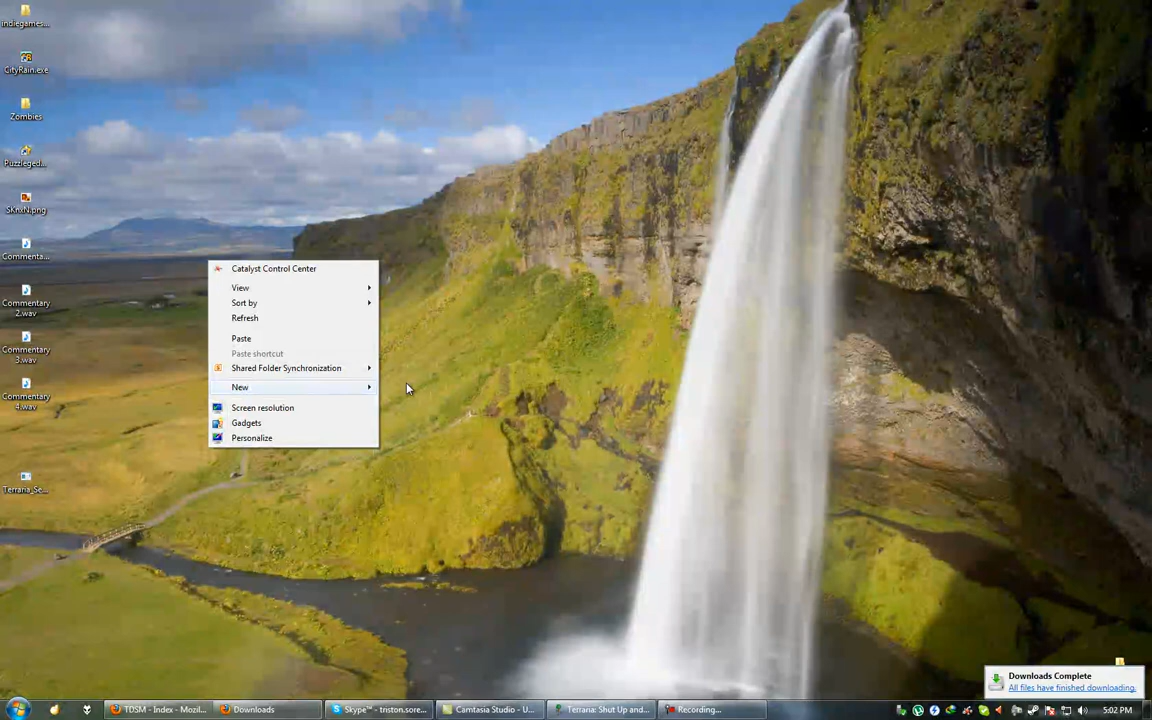 indiegames...
CityRain.exe
Zombies
Puzzleged...
SKnxN.png
Commenta...
Commentary
2.wav
Commentary
3.wav
Commentary
4.wav
Terraria_Se...
Catalyst Control Center
View
Sort by
Refresh
Paste
Paste shortcut
Shared Folder Synchronization
New
Screen resolution
Gadgets
Personalize
Downloads Complete
All files have finished downloading.
TDSM - Index - Mozil...
Downloads
Skype™ - triston.sore...
Camtasia Studio - U...
Terraria: Shut Up and...
Recording...
5:02 PM